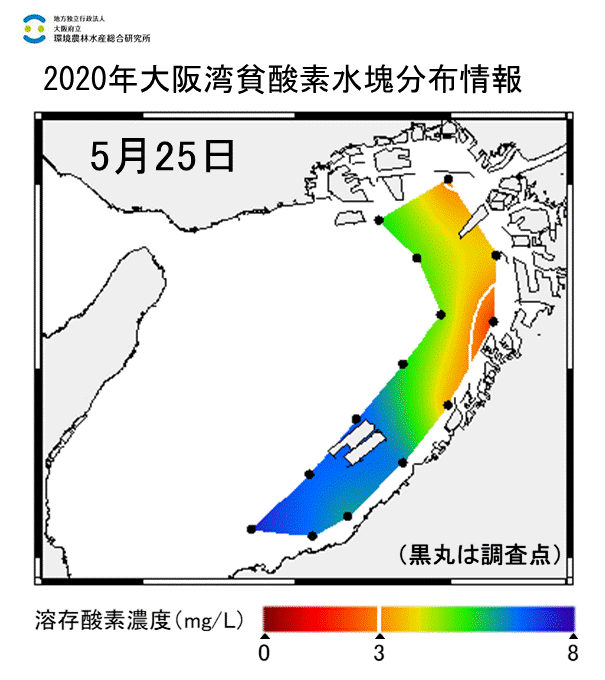 地方独立行政法人
大阪府立
環境農林水産総合研究所
2020年大阪湾貧酸素水塊分布情報
5月25日
(黒丸は調査点)
溶存酸素濃度(mg/L)
0 3 8